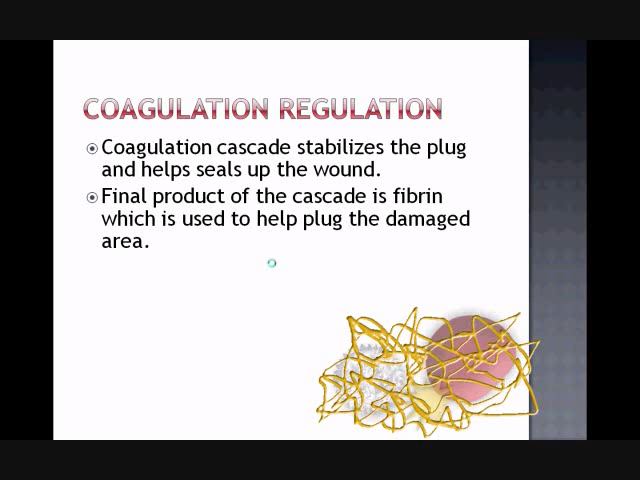 COAGULATION REGULATION
Coagulation cascade stabilizes the plug
and helps seals up the wound.
Final product of the cascade is fibrin
which is used to help plug the damaged
area.